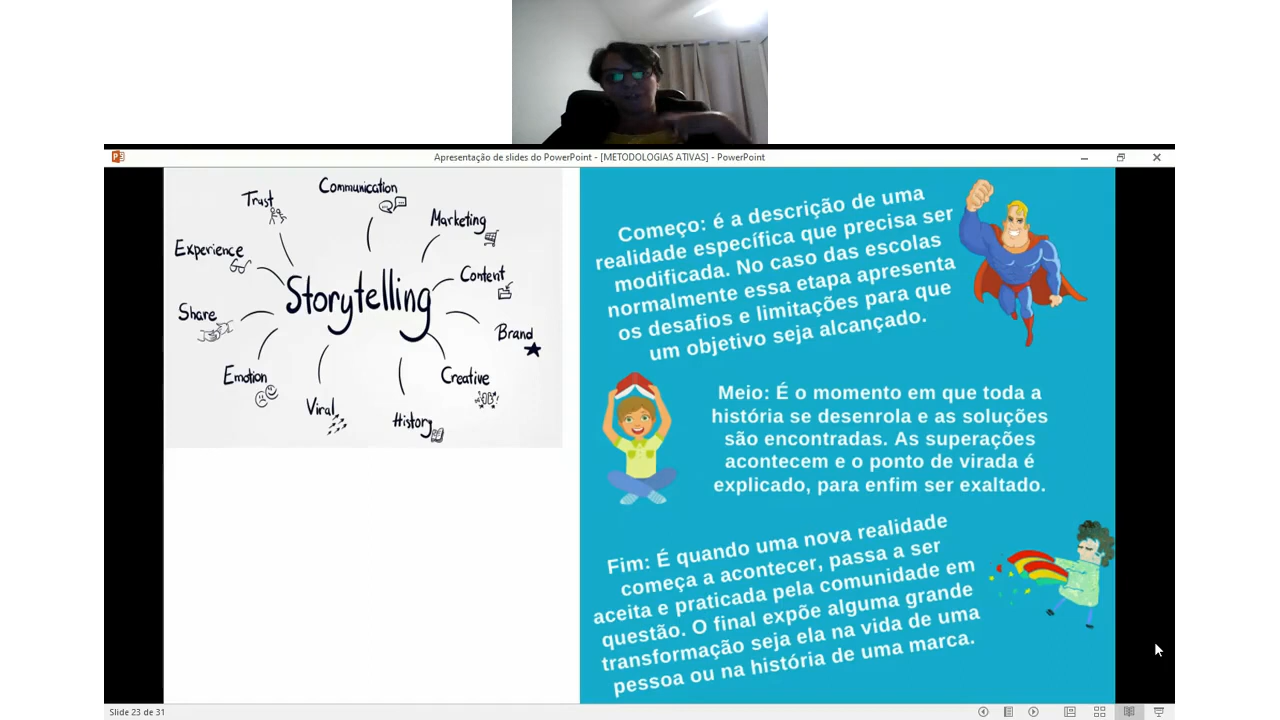 Apresentação de slides do PowerPoint - [METODOLOGIAS ATIVAS] - PowerPoint
Communication
Trust
Marketing
Experience
Content
Storytelling
Share
Brand
Emotion
Creative
Viral
History
Começo: é a descrição de uma
realidade específica que precisa ser
modificada. No caso das escolas
normalmente essa etapa apresenta
os desafios e limitações para que
um objetivo seja alcançado.
Meio: É o momento em que toda a
história se desenrola e as soluções
são encontradas. As superações
acontecem e o ponto de virada é
explicado, para enfim ser exaltado.
Fim: É quando uma nova realidade
começa a acontecer, passa a ser
aceita e praticada pela comunidade em
questão. O final expõe alguma grande
transformação seja ela na vida de uma
pessoa ou na história de uma marca.
Slide 23 de 31